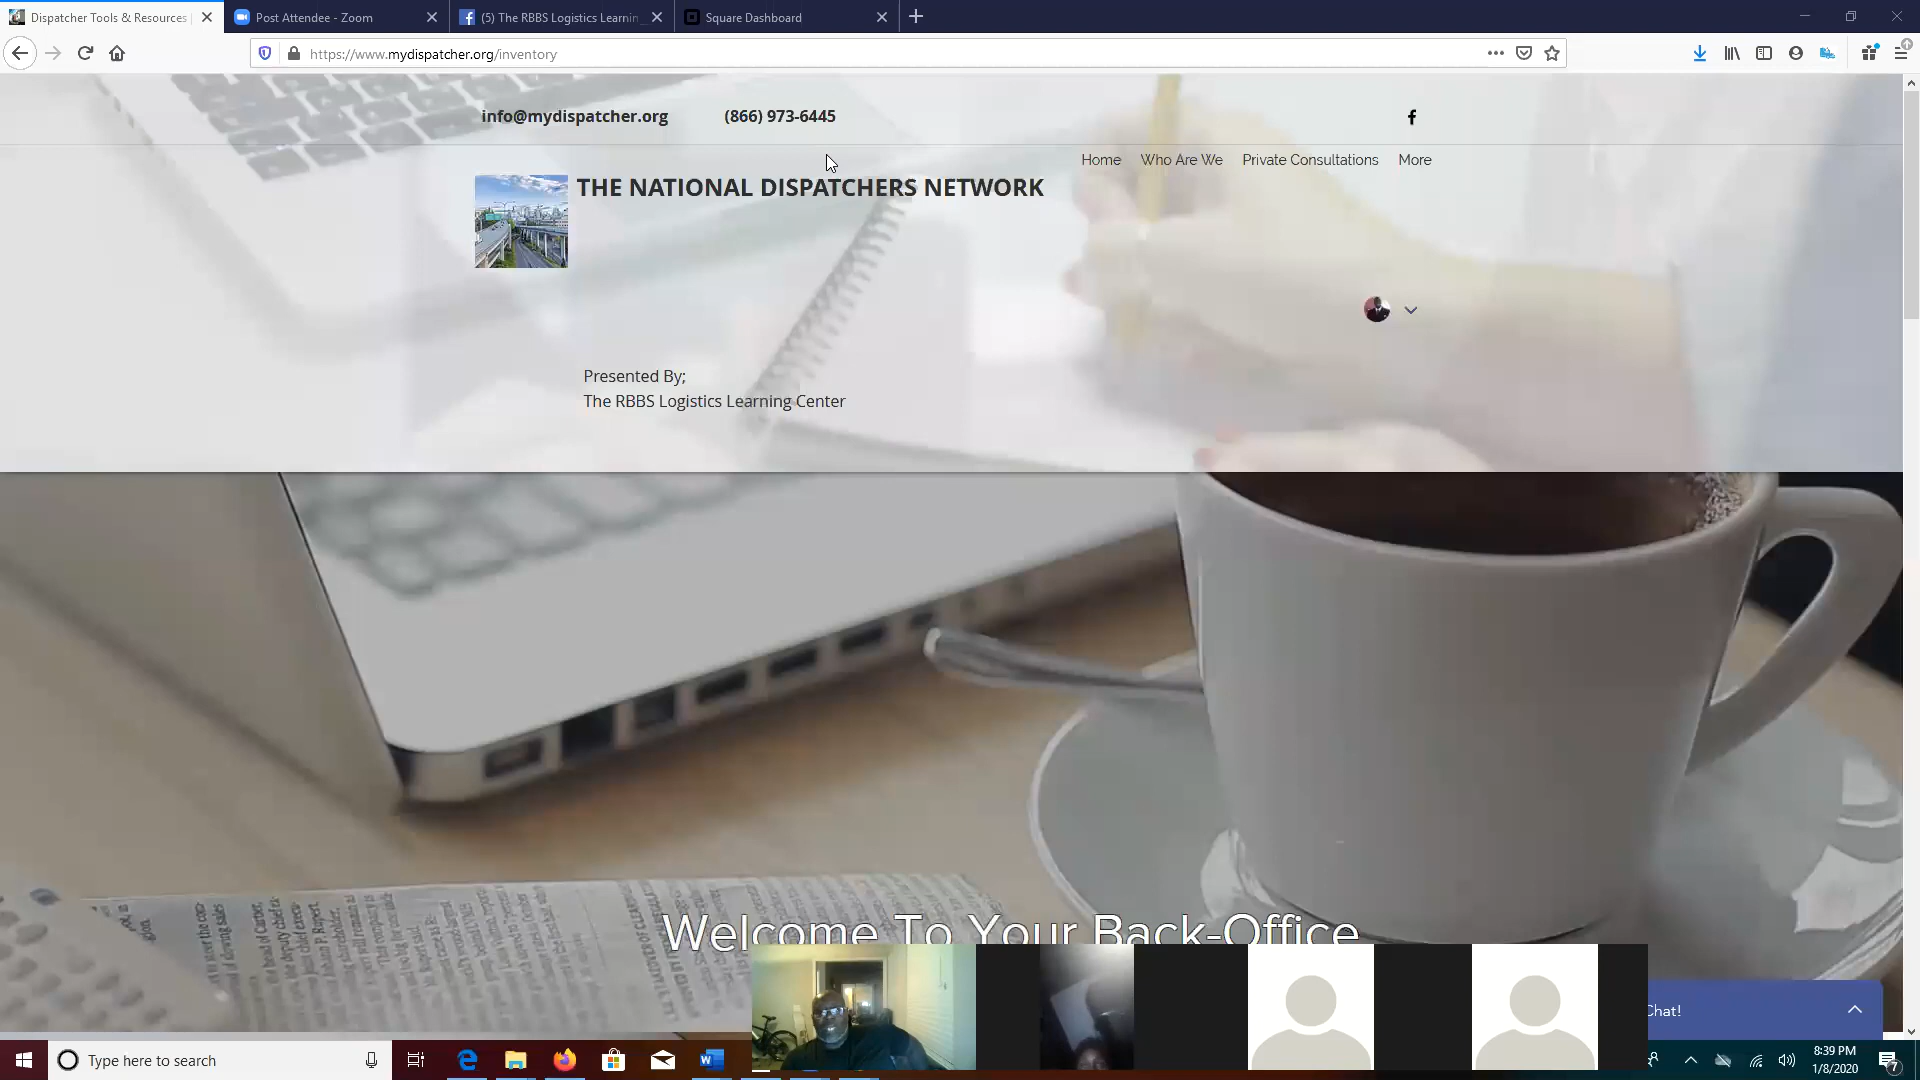 Dispatcher Tools & Resources
Post Attendee - Zoom
(5) The RBBS Logistics Learnin
Square Dashboard
https://www.mydispatcher.org/inventory
info@mydispatcher.org
(866) 973-6445
Home
Who Are We
Private Consultations
More
THE NATIONAL DISPATCHERS NETWORK
Presented By;
The RBBS Logistics Learning Center
Welcome To Your Back-Office
Chat!
Type here to search
8:39 PM
1/8/2020
7